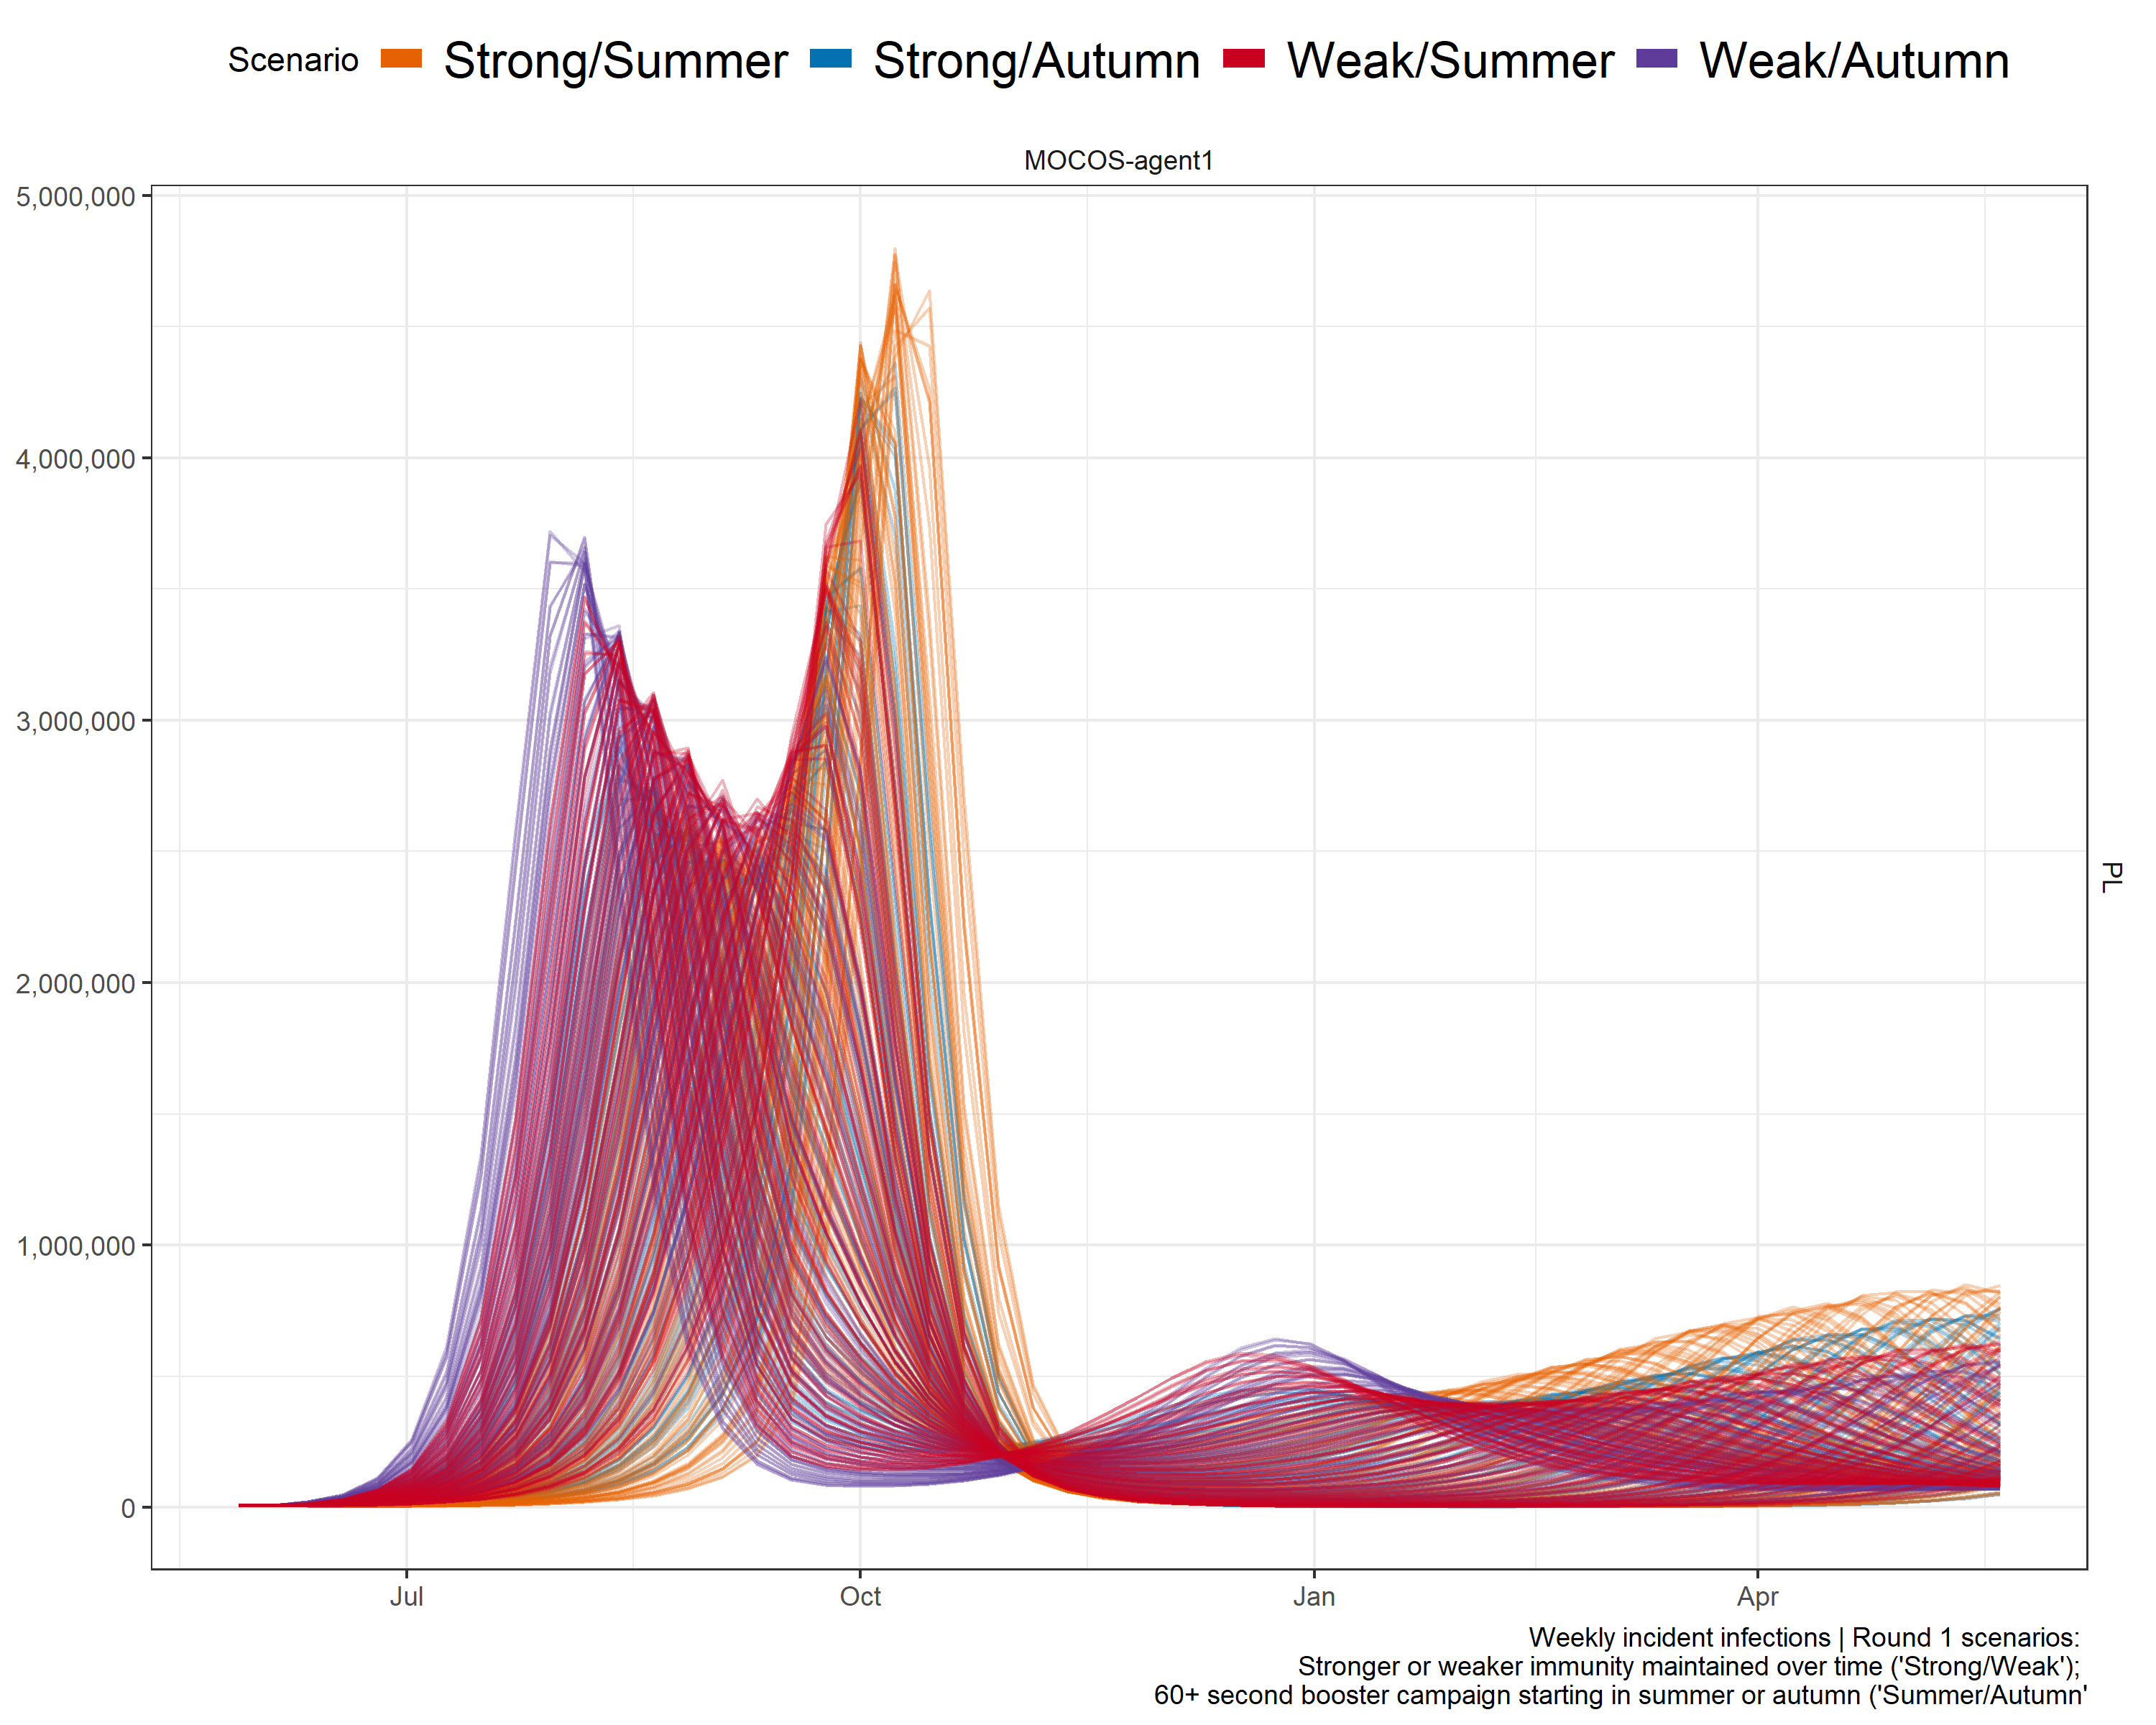 Scenario Strong/Summer Strong/Autumn Weak/Summer Weak/Autumn
MOCOS-agent1
5,000,000
4,000,000
3,000,000
2,000,000
1,000,000
0
PL
Jul Oct Jan Apr
Weekly incident infections | Round 1 scenarios:
Stronger or weaker immunity maintained over time ('Strong/Weak');
60+ second booster campaign starting in summer or autumn ('Summer/Autumn'